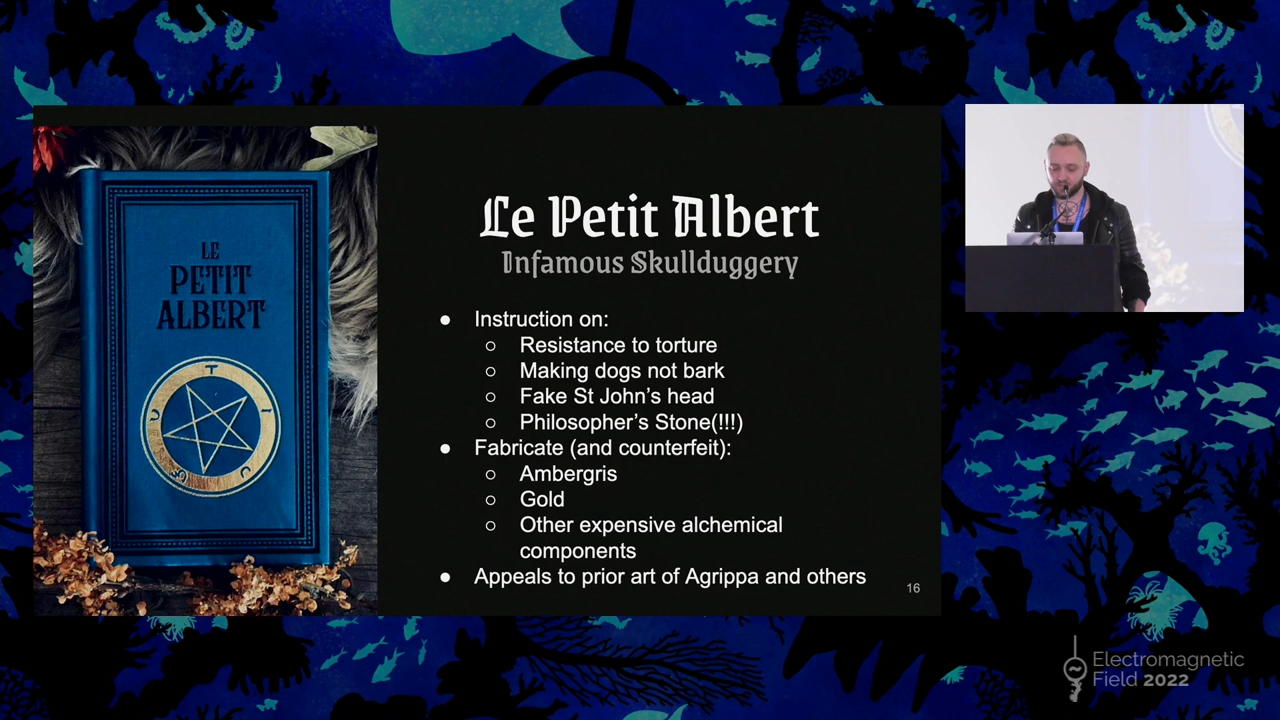 LE
PETIT
ALBERT
Le Petit Albert
Infamous Skullduggery
● Instruction on:
○ Resistance to torture
○ Making dogs not bark
○ Fake St John's head
○ Philosopher's Stone(!!!)
● Fabricate (and counterfeit):
○ Ambergris
○ Gold
○ Other expensive alchemical
components
● Appeals to prior art of Agrippa and others
16
Electromagnetic
Field 2022